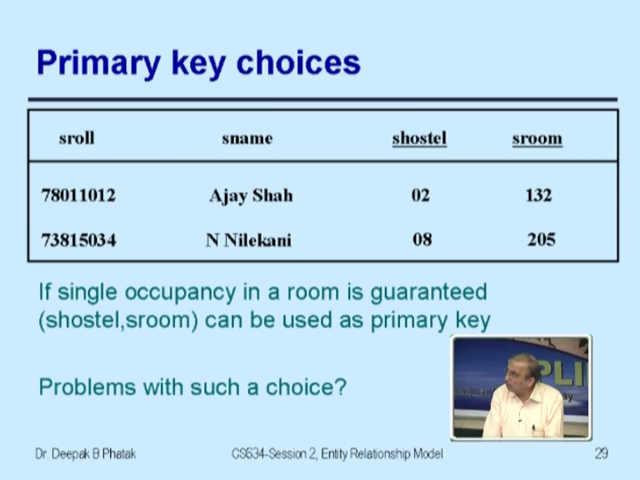 Primary key choices
sroll sname shostel sroom
78011012 Ajay Shah 02 132
73815034 N Nilekani 08 205
If single occupancy in a room is guaranteed
(shostel,sroom) can be used as primary key
Problems with such a choice?
PLI
ay
Dr. Deepak B Phatak CS634-Session 2, Entity Relationship Model 29